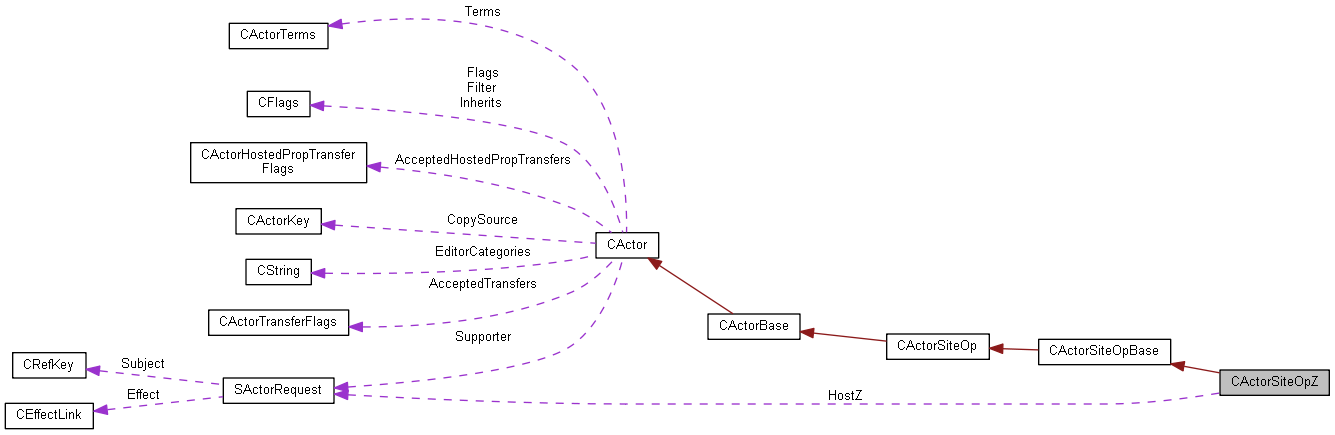 Terms
CActorTerms
Flags
Filter
Inherits
CFlags
CActorHostedPropTransfer
Flags
AcceptedHostedPropTransfers
CActorKey
CopySource
CActor
EditorCategories
CString
AcceptedTransfers
CActorTransferFlags
CActorBase
Supporter
CActorSiteOp
CActorSiteOpBase
CRefKey
Subject
CActorSiteOpZ
SActorRequest
Effect
HostZ
CEffectLink